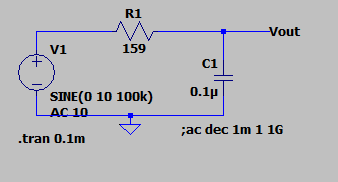 R1
Vout
V1
159
C1
0.1µ
SINE(0 10 100k)
AC 10
.tran 0.1m
;ac dec 1m 1 1G